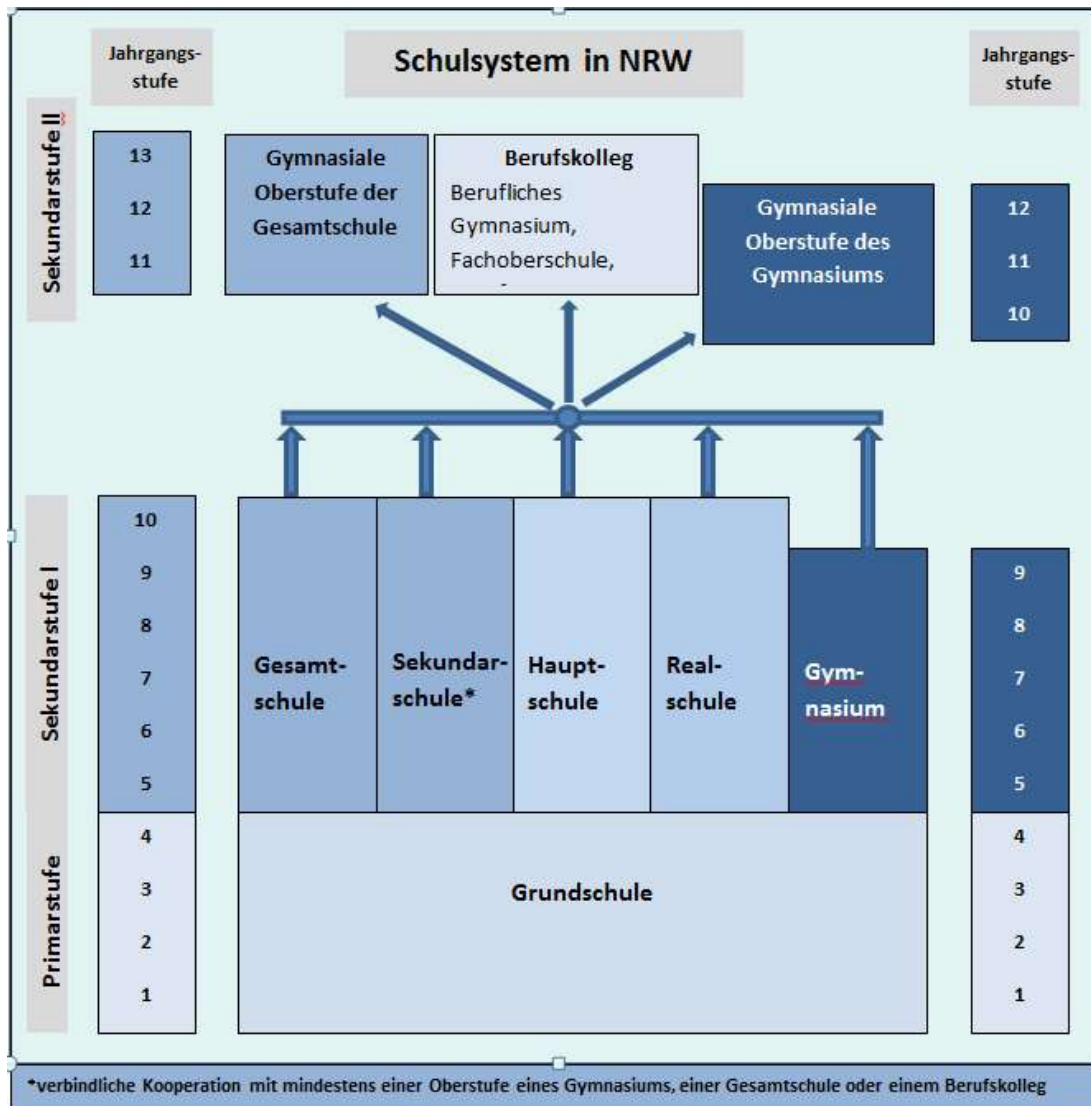 Jahrgangs-
stufe
Schulsystem in NRW
Jahrgangs-
stufe
Sekundarstufe II
13
12
11
Gymnasiale
Oberstufe der
Gesamtschule
Berufskolleg
Berufliches
Gymnasium,
Fachoberschule,
Gymnasiale
Oberstufe des
Gymnasiums
12
11
10
Sekundarstufe I
10
9
8
7
6
5
Gesamt-
schule
Sekundar-
schule*
Haupt-
schule
Real-
schule
Gym-
nasium
9
8
7
6
5
Primarstufe
4
3
2
1
Grundschule
4
3
2
1
*verbindliche Kooperation mit mindestens einer Oberstufe eines Gymnasiums, einer Gesamtschule oder einem Berufskolleg